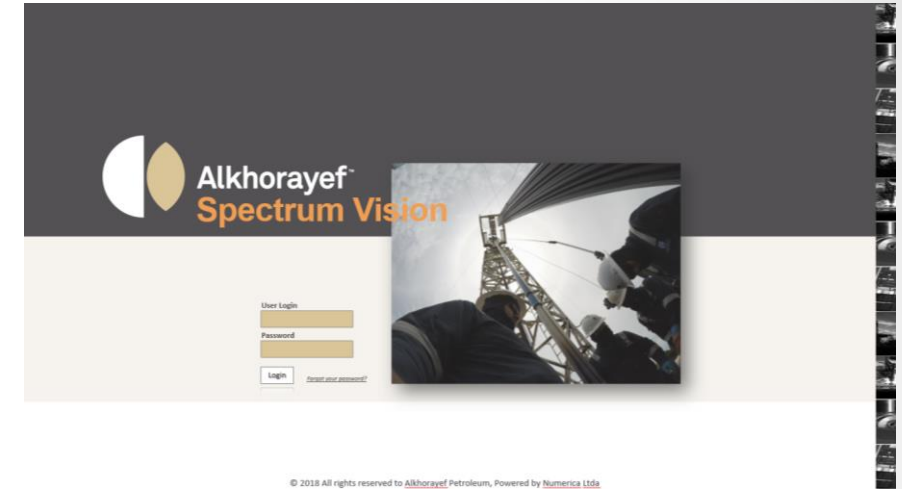 Alkhorayef™
Spectrum Vision
User Login
Password
Login
Forgot your password?
© 2018 All rights reserved to Alkhorayef Petroleum, Powered by Numerica Ltda